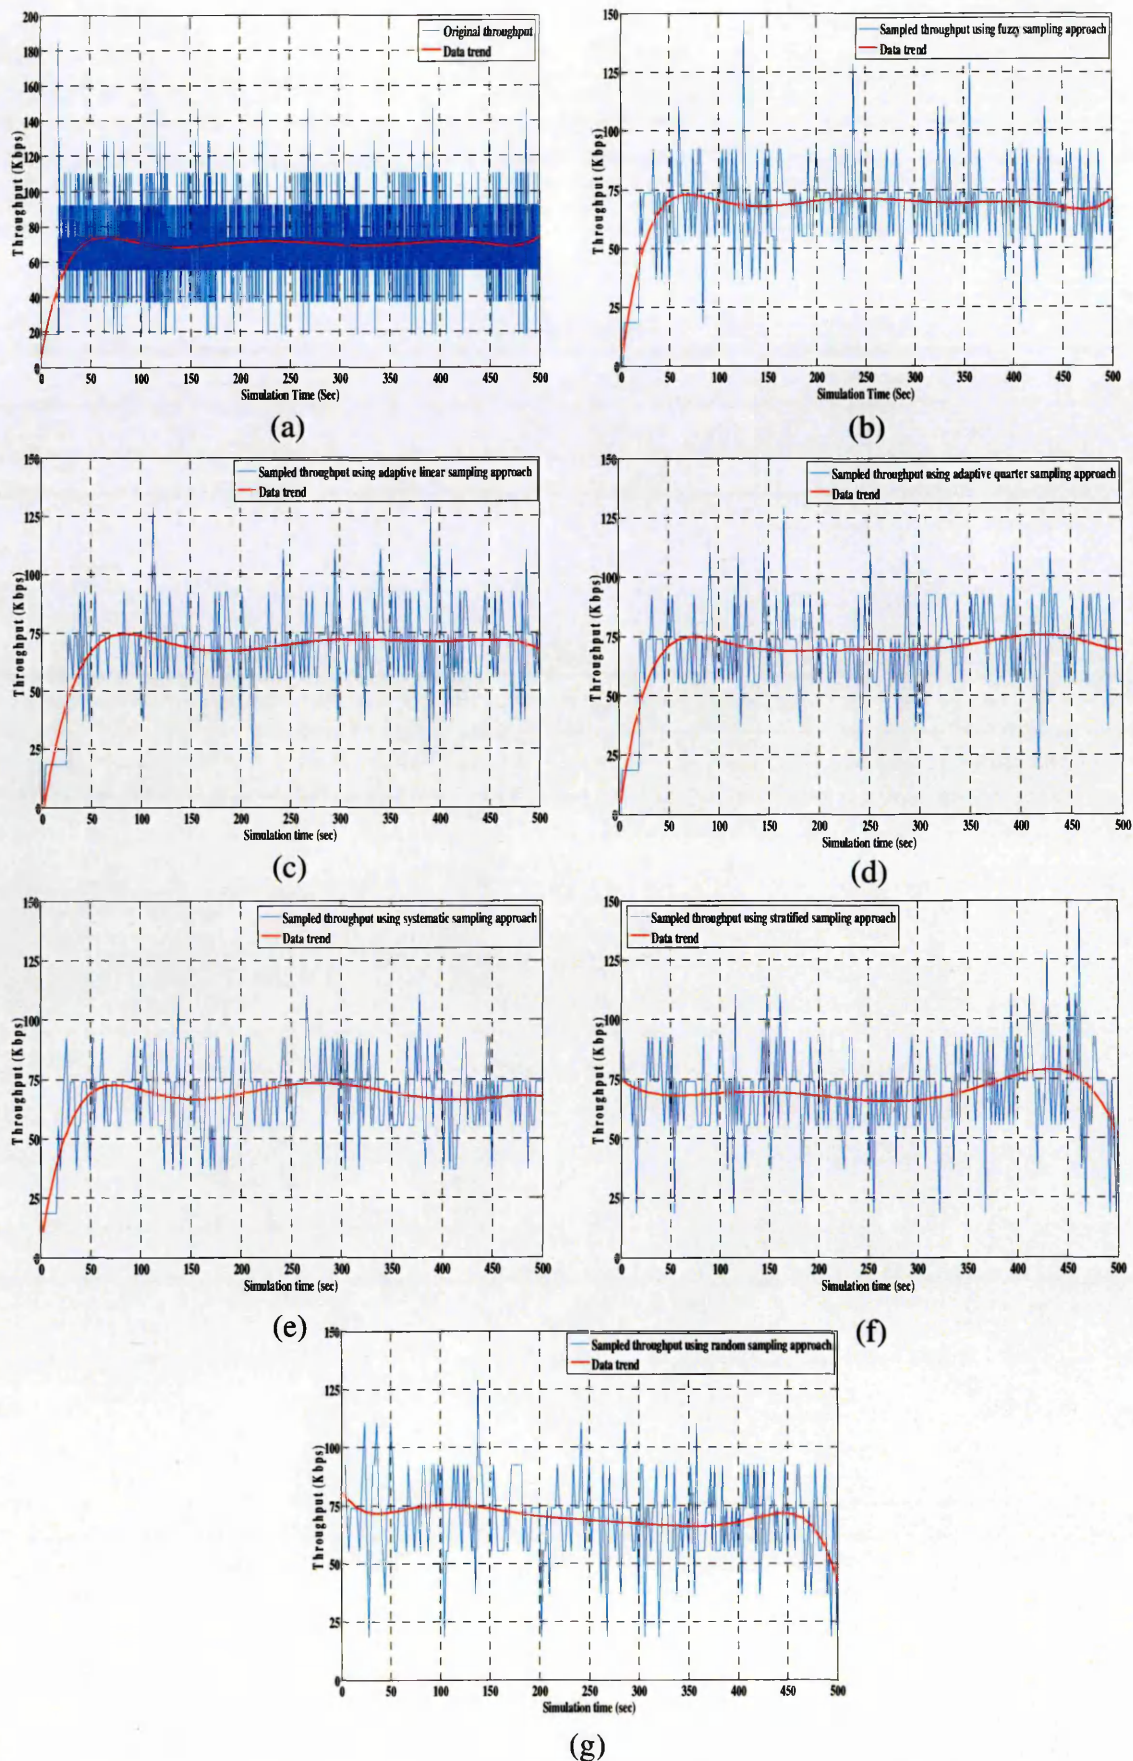 200
180
160
140
120
100
80
60
40
20
0
Throughput (Kbps)
Original throughput
Data trend
0 50 100 150 200 250 300 350 400 450 500
Simulation Time (Sec)
(a)
150
125
100
75
50
25
0
Throughput (Kbps)
Sampled throughput using fuzzy sampling approach
Data trend
0 50 100 150 200 250 300 350 400 450 500
Simulation Time (Sec)
(b)
150
125
100
75
50
25
0
Throughput (Kbps)
Sampled throughput using adaptive linear sampling approach
Data trend
0 50 100 150 200 250 300 350 400 450 500
Simulation time (sec)
(c)
150
125
100
75
50
25
0
Throughput (Kbps)
Sampled throughput using adaptive quarter sampling approach
Data trend
0 50 100 150 200 250 300 350 400 450 500
Simulation time (sec)
(d)
150
125
100
75
50
25
0
Throughput (Kbps)
Sampled throughput using systematic sampling approach
Data trend
0 50 100 150 200 250 300 350 400 450 500
Simulation time (sec)
(e)
150
125
100
75
50
25
0
Throughput (Kbps)
Sampled throughput using stratified sampling approach
Data trend
0 50 100 150 200 250 300 350 400 450 500
Simulation time (sec)
(f)
150
125
100
75
50
25
0
Throughput (Kbps)
Sampled throughput using random sampling approach
Data trend
0 50 100 150 200 250 300 350 400 450 500
Simulation time (sec)
(g)